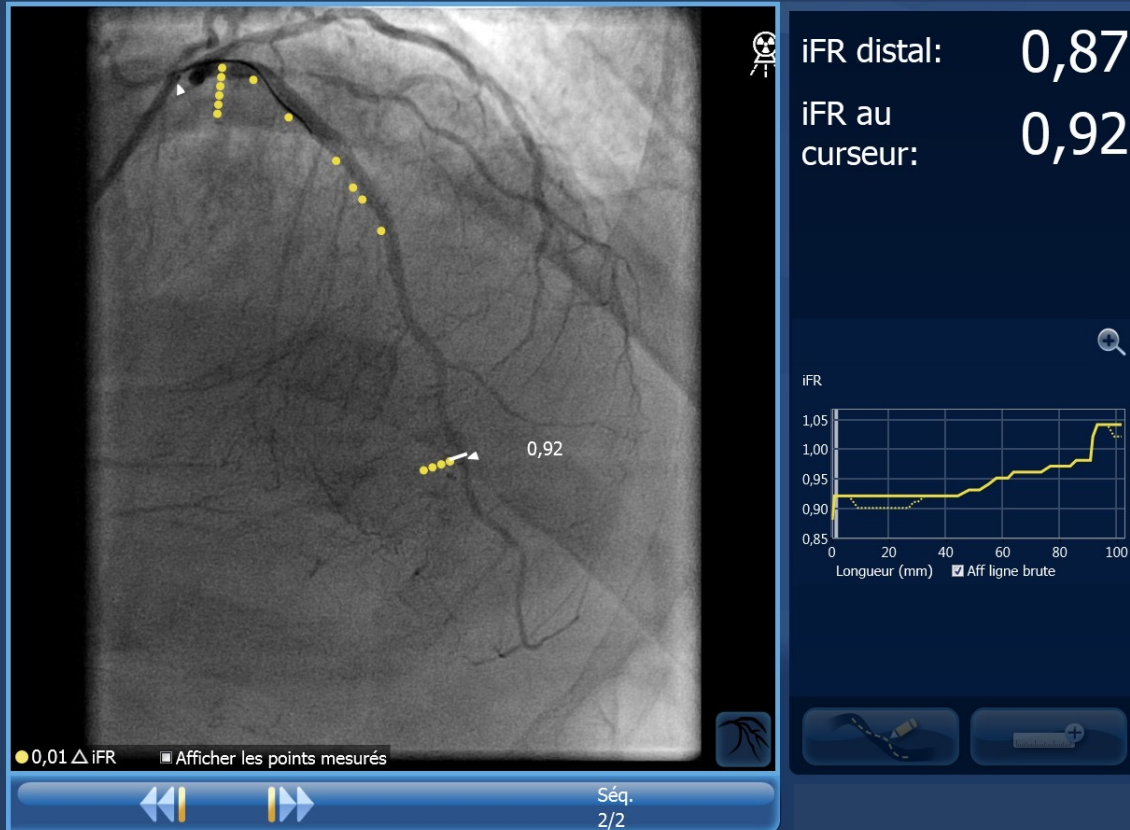 iFR distal: 0,87
iFR au
curseur: 0,92
0,92
iFR
1,05
1,00
0,95
0,90
0,85
0 20 40 60 80 100
Longueur (mm) Aff ligne brute
0,01 △ iFR Afficher les points mesurés
Séq.
2/2